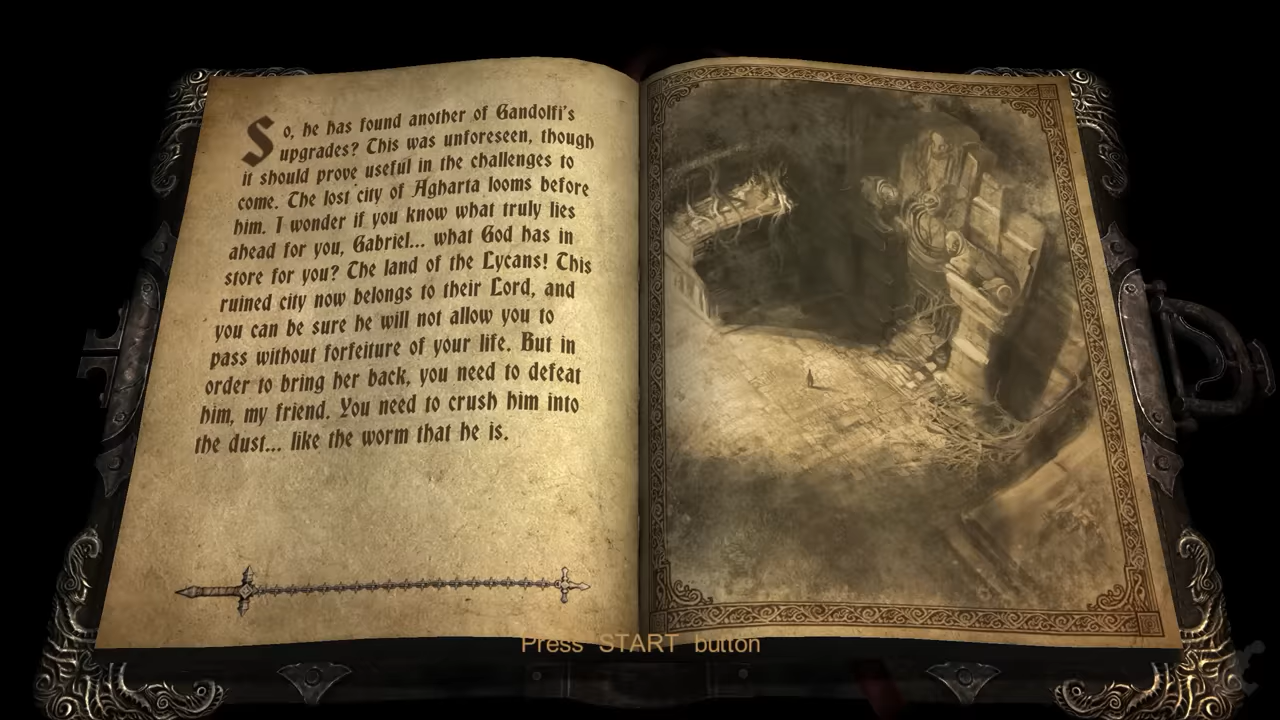 So, he has found another of Gandolfi's
upgrades? This was unforeseen, though
it should prove useful in the challenges to
come. The lost city of Agharta looms before
him. I wonder if you know what truly lies
ahead for you, Gabriel... what God has in
store for you? The land of the Lycans! This
ruined city now belongs to their Lord, and
you can be sure he will not allow you to
pass without forfeiture of your life. But in
order to bring her back, you need to defeat
him, my friend. You need to crush him into
the dust... like the worm that he is.
Press START button